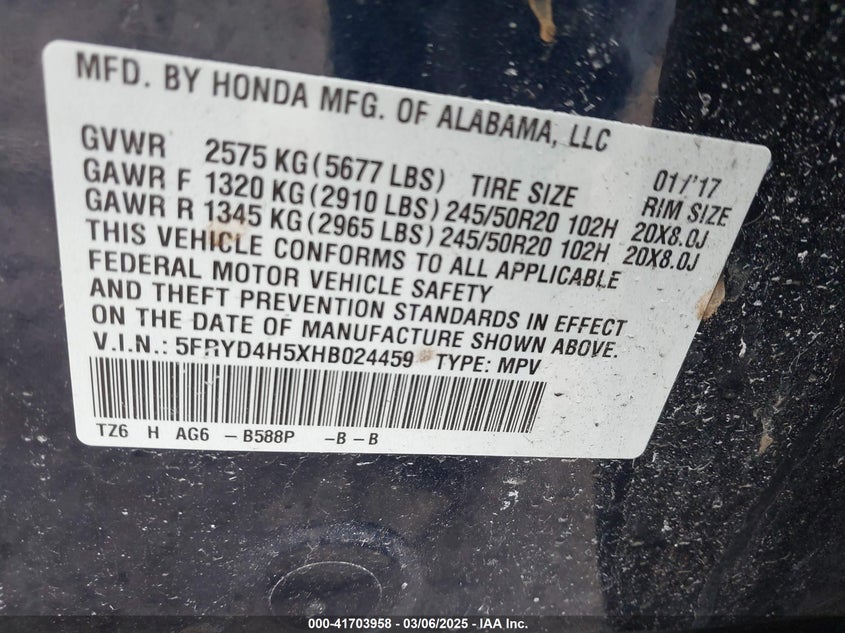 MFD. BY HONDA MFG. OF ALABAMA, LLC
GVWR 2575 KG (5677 LBS) TIRE SIZE 01/'17 RIM SIZE
GAWR F 1320 KG (2910 LBS) 245/50R20 102H 20X8.0J
GAWR R 1345 KG (2965 LBS) 245/50R20 102H 20X8.0J
THIS VEHICLE CONFORMS TO ALL APPLICABLE
FEDERAL MOTOR VEHICLE SAFETY
AND THEFT PREVENTION STANDARDS IN EFFECT
ON THE DATE OF MANUFACTURE SHOWN ABOVE.
V.I.N.: 5FRYD4H5XHB024459 TYPE: MPV
TZ6 H AG6 -B588P -B-B
000-41703958 - 03/06/2025 - IAA Inc.